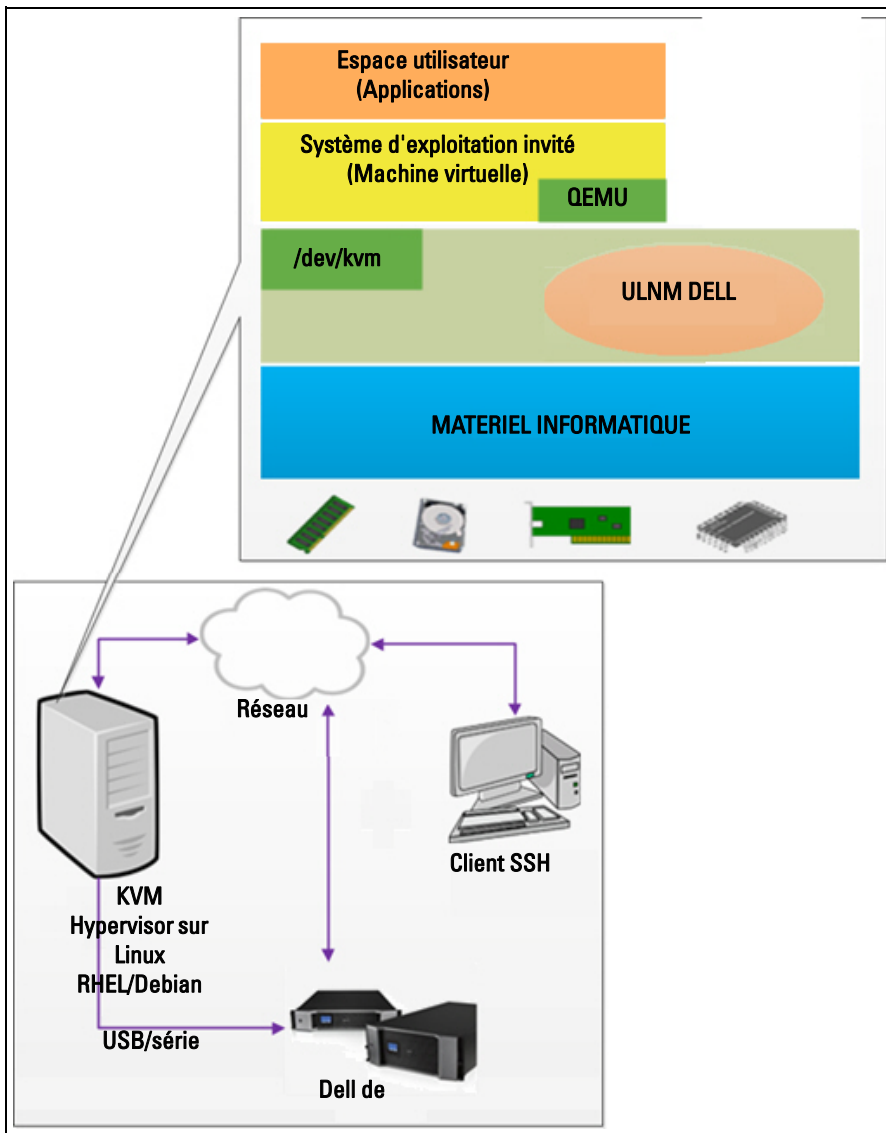 Espace utilisateur
(Applications)
Système d'exploitation invité
(Machine virtuelle)
QEMU
/dev/kvm
ULNM DELL
MATERIEL INFORMATIQUE
Réseau
Client SSH
KVM
Hypervisor sur
Linux
RHEL/Debian
USB/série
Dell de